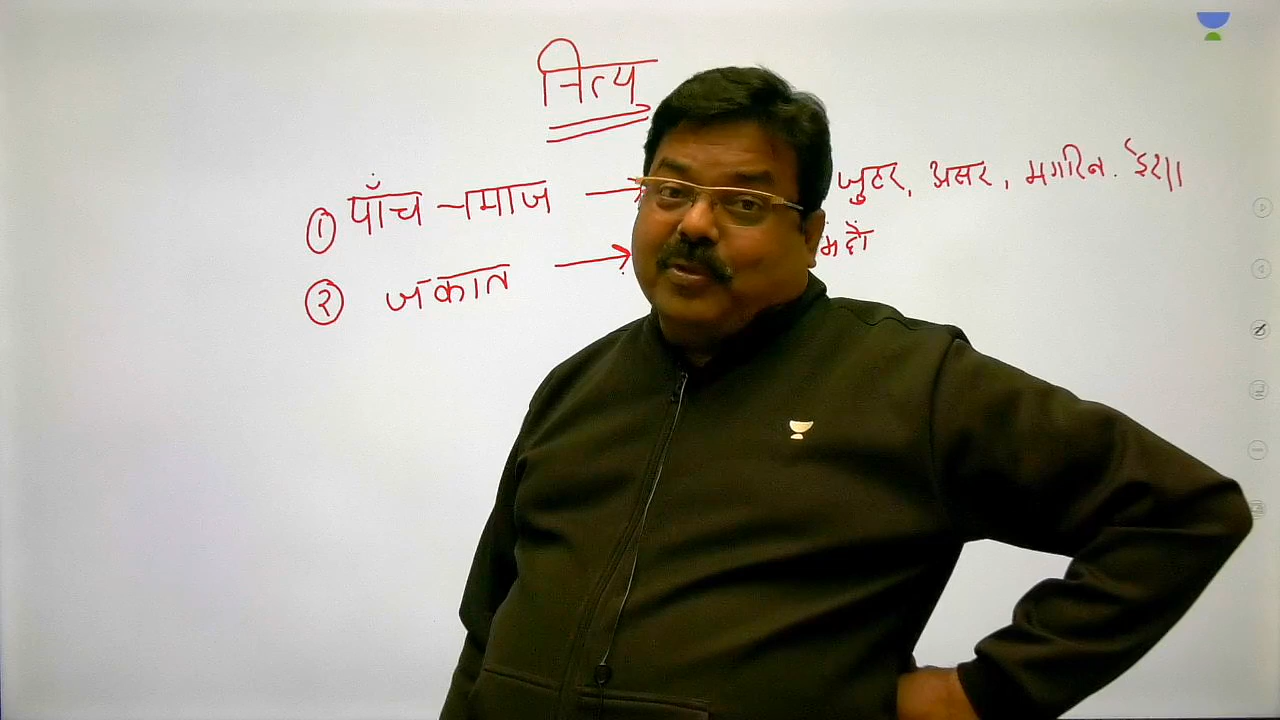 नित्य
① पाँच नमाज → जुहर, असर, मगरिब. ईशा
② जकात →